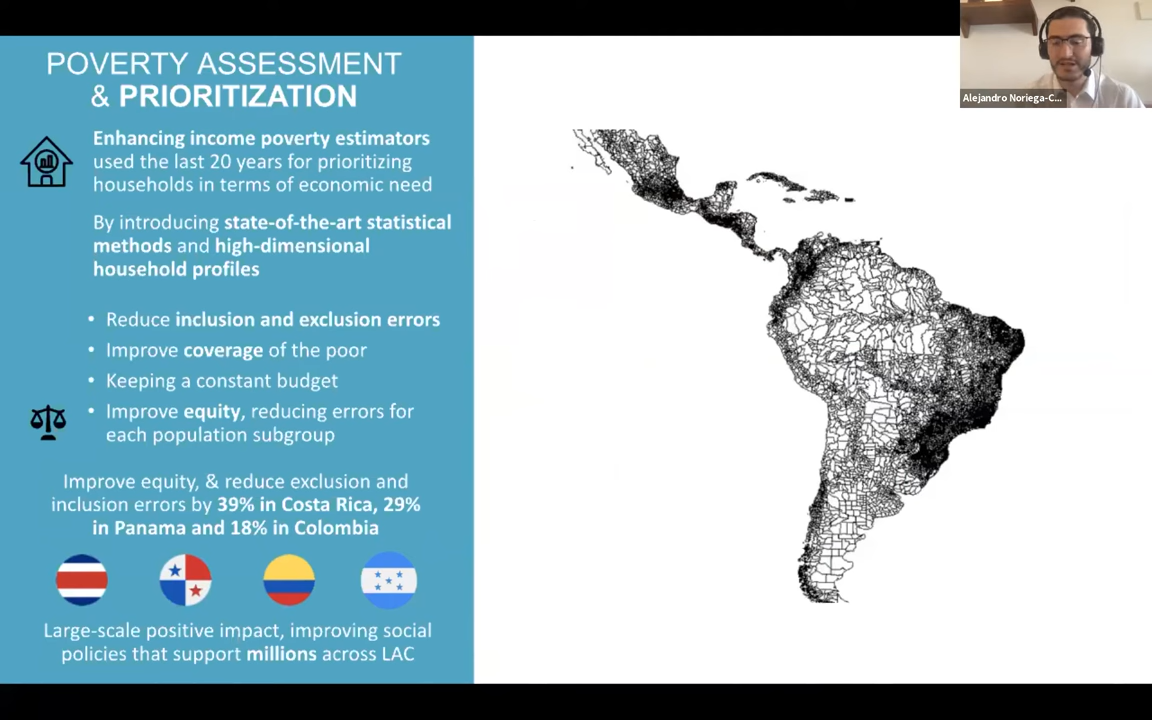 POVERTY ASSESSMENT
& PRIORITIZATION
Enhancing income poverty estimators
used the last 20 years for prioritizing
households in terms of economic need
By introducing state-of-the-art statistical
methods and high-dimensional
household profiles
• Reduce inclusion and exclusion errors
• Improve coverage of the poor
• Keeping a constant budget
• Improve equity, reducing errors for
each population subgroup
Improve equity, & reduce exclusion and
inclusion errors by 39% in Costa Rica, 29%
in Panama and 18% in Colombia
Large-scale positive impact, improving social
policies that support millions across LAC
Alejandro Noriega-C...